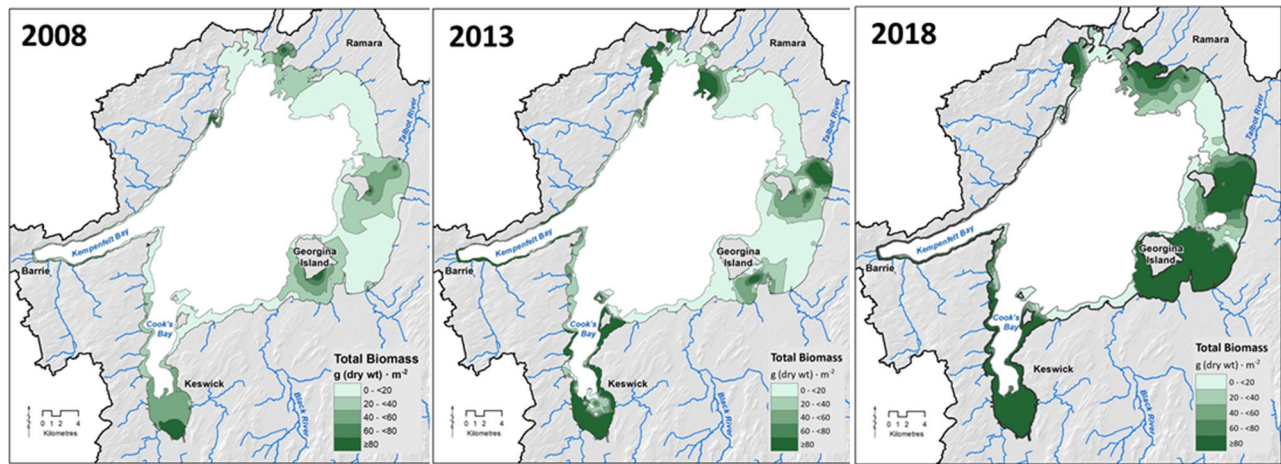 2008
Ramara
Talbot River
Kempenfelt Bay
Barrie
Georgina
Island
Cook's
Bay
Keswick
Black River
Total Biomass
g (dry wt) · m-2
0 - <20
20 - <40
40 - <60
60 - <80
≥80
4 2 0 4
Kilometres
2013
Ramara
Talbot River
Kempenfelt Bay
Barrie
Georgina
Island
Cook's
Bay
Keswick
Black River
Total Biomass
g (dry wt) · m-2
0 - <20
20 - <40
40 - <60
60 - <80
≥80
4 2 0 4
Kilometres
2018
Ramara
Talbot River
Kempenfelt Bay
Barrie
Georgina
Island
Cook's
Bay
Keswick
Black River
Total Biomass
g (dry wt) · m-2
0 - <20
20 - <40
40 - <60
60 - <80
≥80
4 2 0 4
Kilometres